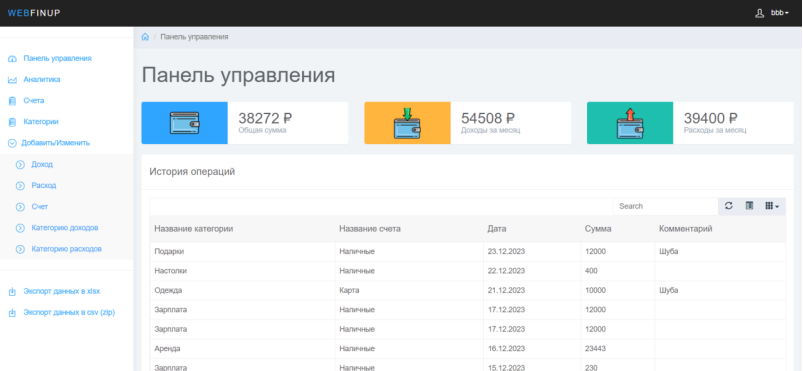 WEBFINUP
bbb
/ Панель управления
Панель управления
Аналитика
Счета
Категории
Добавить/Изменить
Доход
Расход
Счет
Категорию доходов
Категорию расходов
Экспорт данных в xlsx
Экспорт данных в csv (zip)
Панель управления
38272 ₽
Общая сумма
54508 ₽
Доходы за месяц
39400 ₽
Расходы за месяц
История операций
Search
Название категории Название счета Дата Сумма Комментарий
Подарки Наличные 23.12.2023 12000 Шуба
Настолки Наличные 22.12.2023 400
Одежда Карта 21.12.2023 10000 Шуба
Зарплата Наличные 17.12.2023 12000
Зарплата Наличные 17.12.2023 12000
Аренда Наличные 16.12.2023 23443
Зарплата Наличные 15.12.2023 230